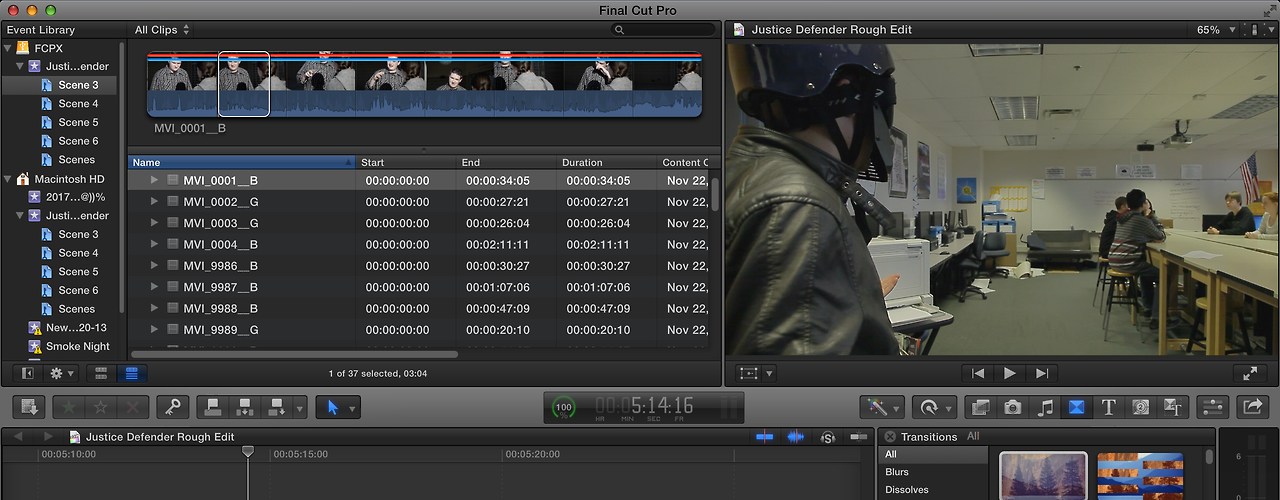 Final Cut Pro
Event Library
All Clips
Justice Defender Rough Edit
65%
FCPX
Justi...ender
Scene 3
Scene 4
Scene 5
Scene 6
Scenes
Macintosh HD
2017...@))%
Justi...ender
Scene 3
Scene 4
Scene 5
Scene 6
Scenes
New...20-13
Smoke Night
MVI_0001__B
Name Start End Duration Content C
MVI_0001__B 00:00:00:00 00:00:34:05 00:00:34:05 Nov 22,
MVI_0002__G 00:00:00:00 00:00:27:21 00:00:27:21 Nov 22,
MVI_0003__G 00:00:00:00 00:00:26:04 00:00:26:04 Nov 22,
MVI_0004__B 00:00:00:00 00:02:11:11 00:02:11:11 Nov 22,
MVI_9986__B 00:00:00:00 00:00:30:27 00:00:30:27 Nov 22,
MVI_9987__B 00:00:00:00 00:01:07:06 00:01:07:06 Nov 22,
MVI_9988__B 00:00:00:00 00:00:47:09 00:00:47:09 Nov 22,
MVI_9989__G 00:00:00:00 00:00:20:10 00:00:20:10 Nov 22,
1 of 37 selected, 03:04
100
%
00:05:14:16
HR MIN SEC FR
Justice Defender Rough Edit
00:05:10:00 00:05:15:00 00:05:20:00
Transitions All
All
Blurs
Dissolves
6
0